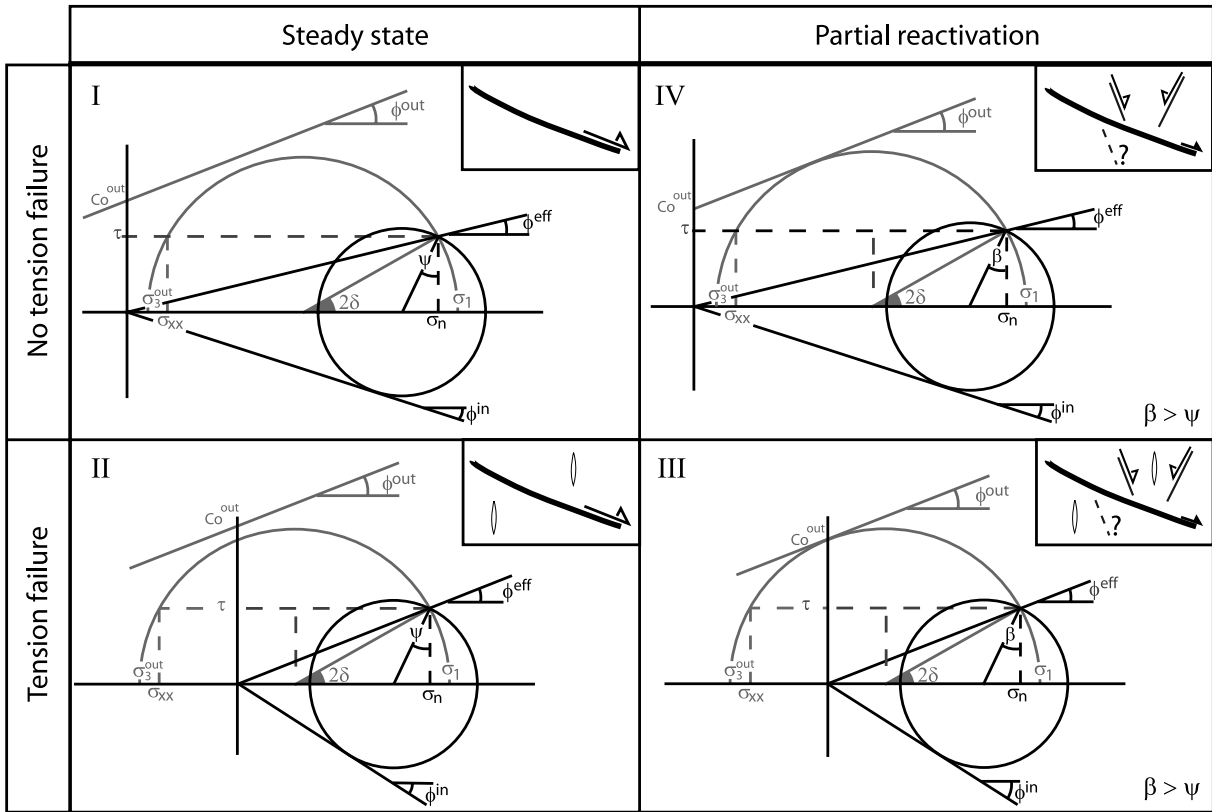 Steady state
Partial reactivation
No tension failure
I
ϕout
Coout
τ
ϕeff
ψ
σ3out
2δ
σ1
σxx
σn
ϕin
IV
ϕout
Coout
τ
ϕeff
β
σ3out
2δ
σ1
σxx
σn
?
ϕin
β > ψ
Tension failure
II
ϕout
Coout
τ
ϕeff
ψ
σ3out
2δ
σ1
σxx
σn
ϕin
III
ϕout
Coout
τ
ϕeff
β
σ3out
2δ
σ1
σxx
σn
?
ϕin
β > ψ